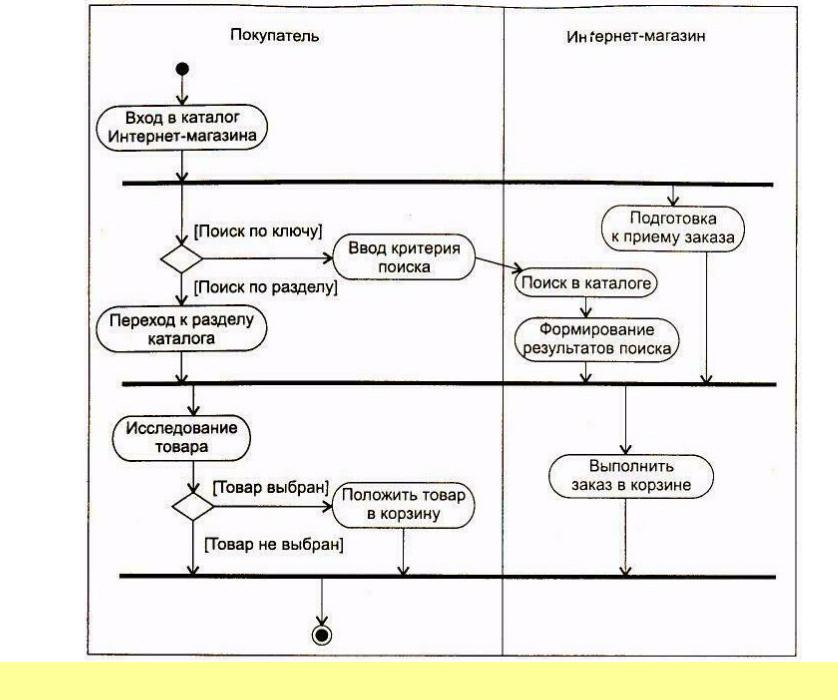 Покупатель
Интернет-магазин
Вход в каталог
Интернет-магазина
[Поиск по ключу]
Ввод критерия
поиска
Подготовка
к приему заказа
Поиск в каталоге
[Поиск по разделу]
Переход к разделу
каталога
Формирование
результатов поиска
Исследование
товара
Выполнить
заказ в корзине
[Товар выбран]
Положить товар
в корзину
[Товар не выбран]